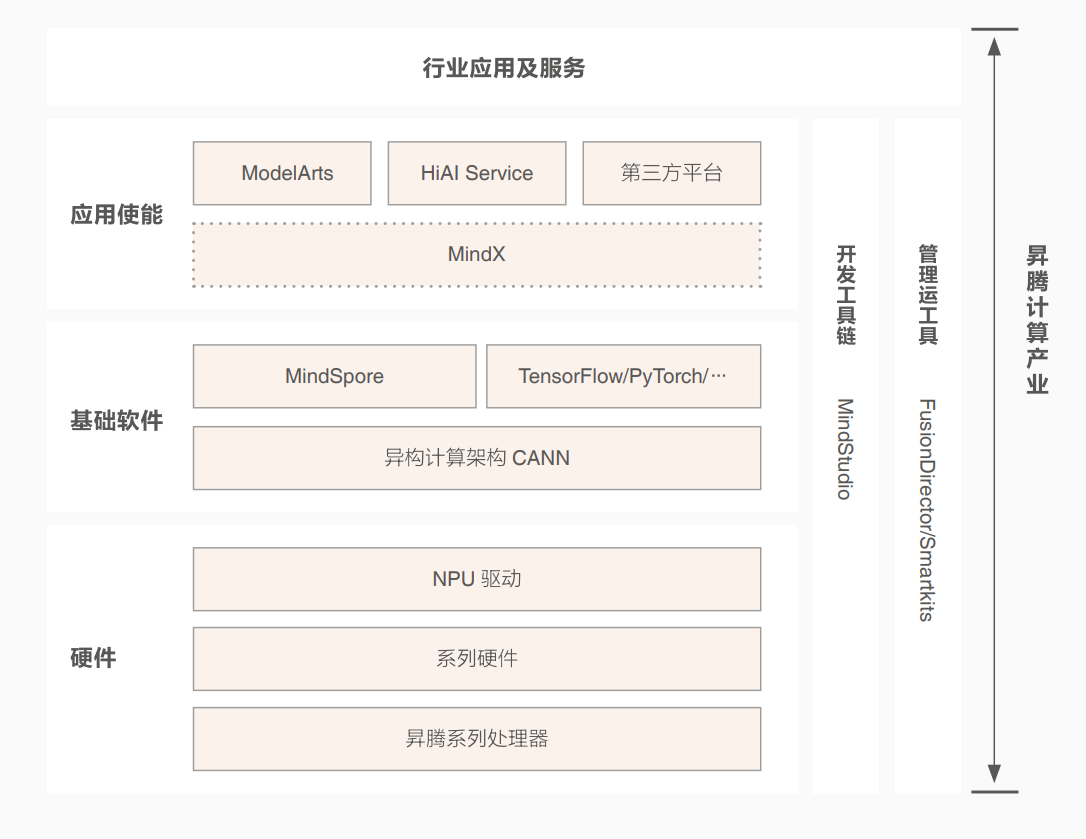 行业应用及服务
应用使能
ModelArts
HiAI Service
第三方平台
MindX
基础软件
MindSpore
TensorFlow/PyTorch/···
异构计算架构 CANN
硬件
NPU 驱动
系列硬件
昇腾系列处理器
开发工具链 MindStudio
管理运工具 FusionDirector/Smartkits
昇腾计算产业